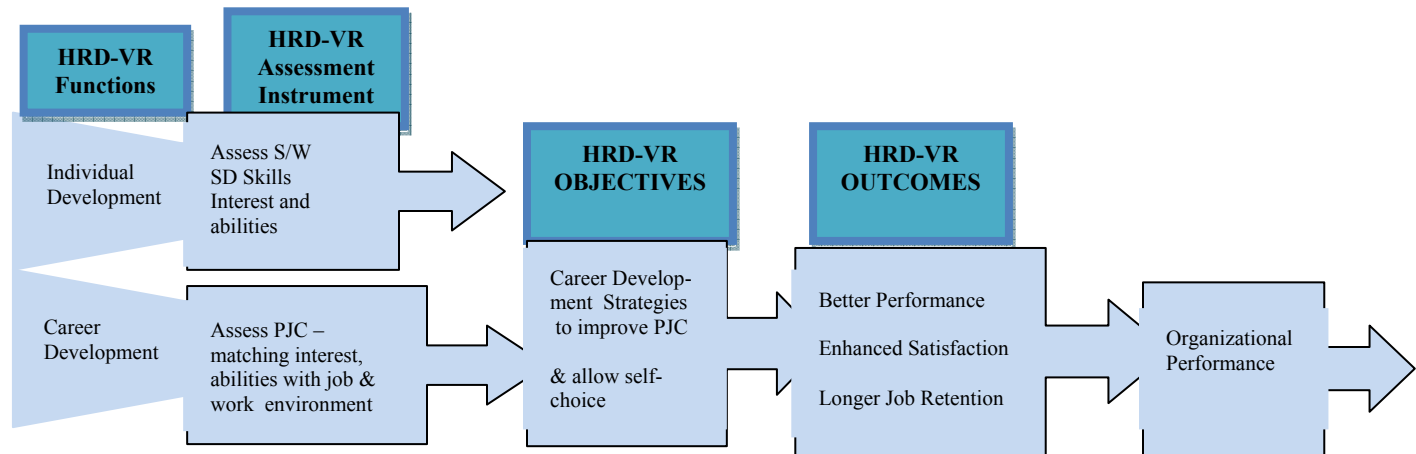 HRD-VR
Functions
HRD-VR
Assessment
Instrument
Individual
Development
Assess S/W
SD Skills
Interest and
abilities
HRD-VR
OBJECTIVES
HRD-VR
OUTCOMES
Career
Development
Assess PJC –
matching interest,
abilities with job &
work environment
Career Develop-
ment Strategies
to improve PJC
& allow self-
choice
Better Performance
Enhanced Satisfaction
Longer Job Retention
Organizational
Performance